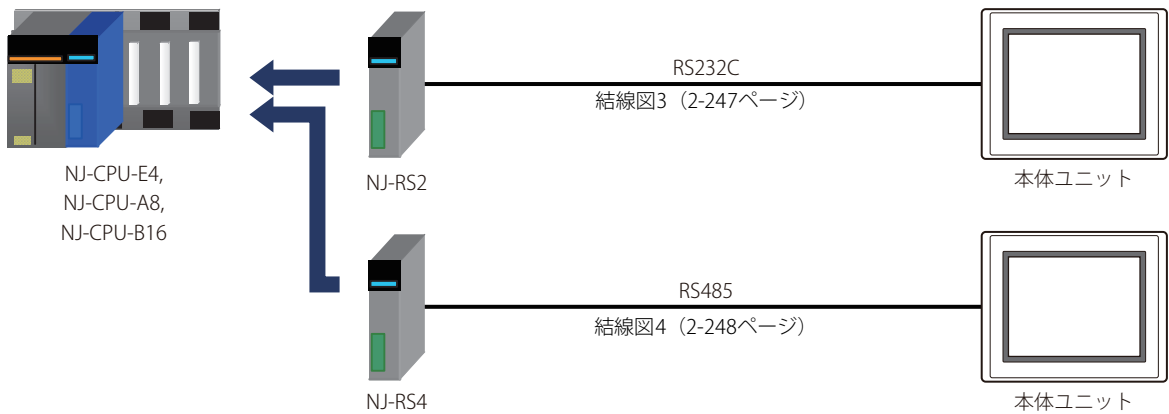 NJ-CPU-E4,
NJ-CPU-A8,
NJ-CPU-B16
NJ-RS2
RS232C
結線図3（2-247ページ）
本体ユニット
NJ-RS4
RS485
結線図4（2-248ページ）
本体ユニット